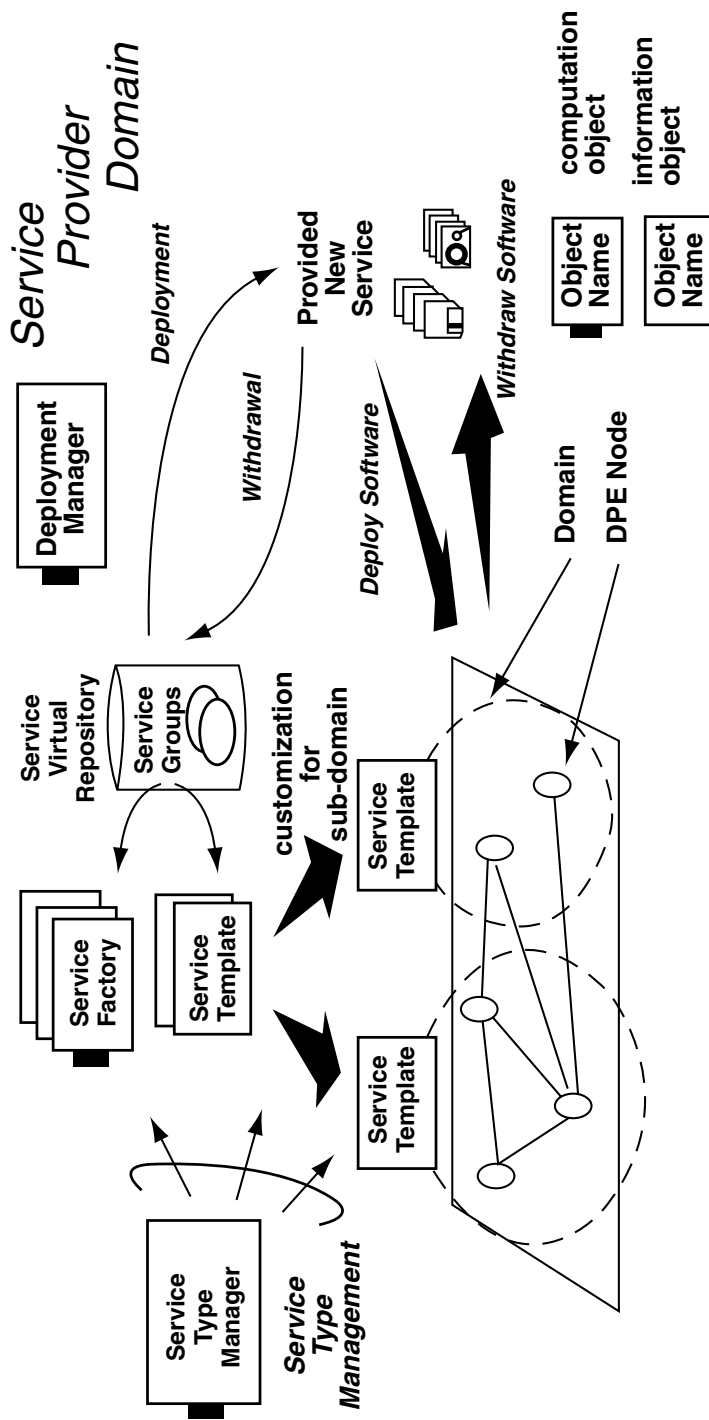 Service
Provider
Domain
Deployment
Manager
Deployment
Withdrawal
Provided
New
Service
Service
Virtual
Repository
Service
Groups
Service
Factory
Service
Template
Service
Type
Manager
Service
Type
Management
customization
for
sub-domain
Deploy Software
Withdraw Software
Service
Template
Service
Template
Domain
DPE Node
Object
Name
computation
object
Object
Name
information
object